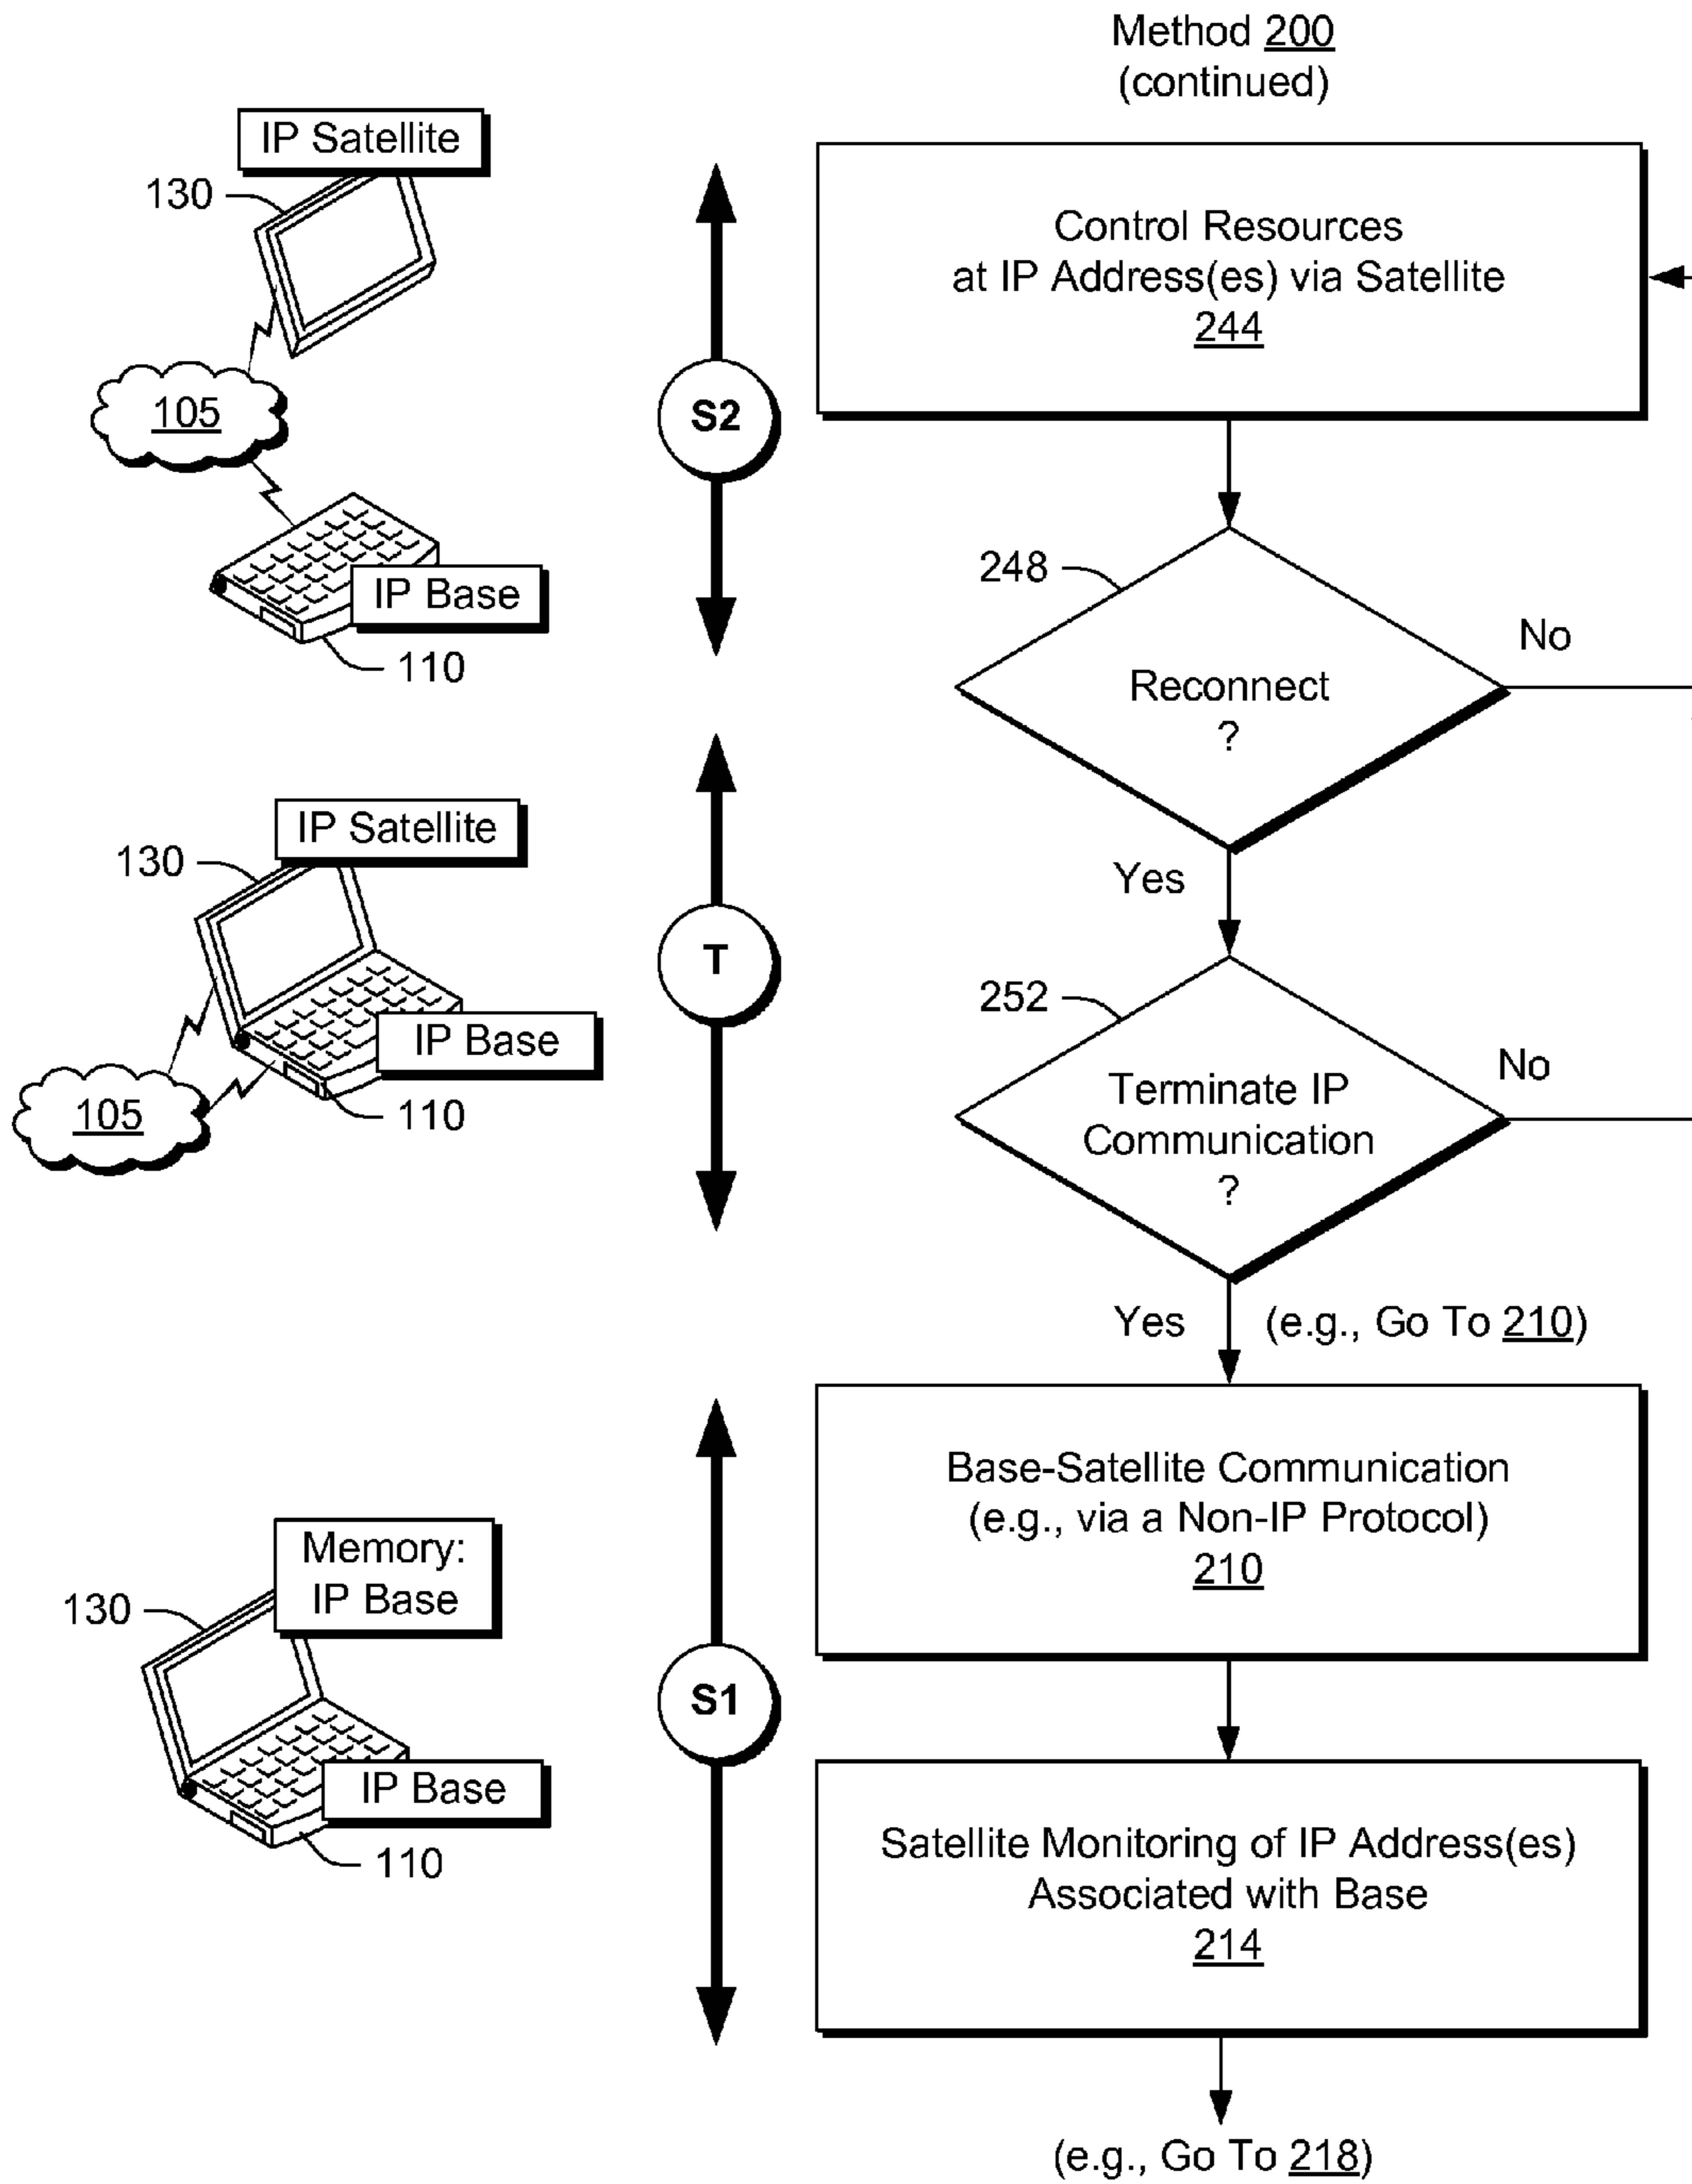 Method 200
(continued)
IP Satellite
130
105
IP Base
110
S2
Control Resources
at IP Address(es) via Satellite
244
248
Reconnect
?
No
Yes
IP Satellite
130
IP Base
105
110
T
252
Terminate IP
Communication
?
No
Yes
(e.g., Go To 210)
Memory:
IP Base
130
IP Base
110
S1
Base-Satellite Communication
(e.g., via a Non-IP Protocol)
210
Satellite Monitoring of IP Address(es)
Associated with Base
214
(e.g., Go To 218)